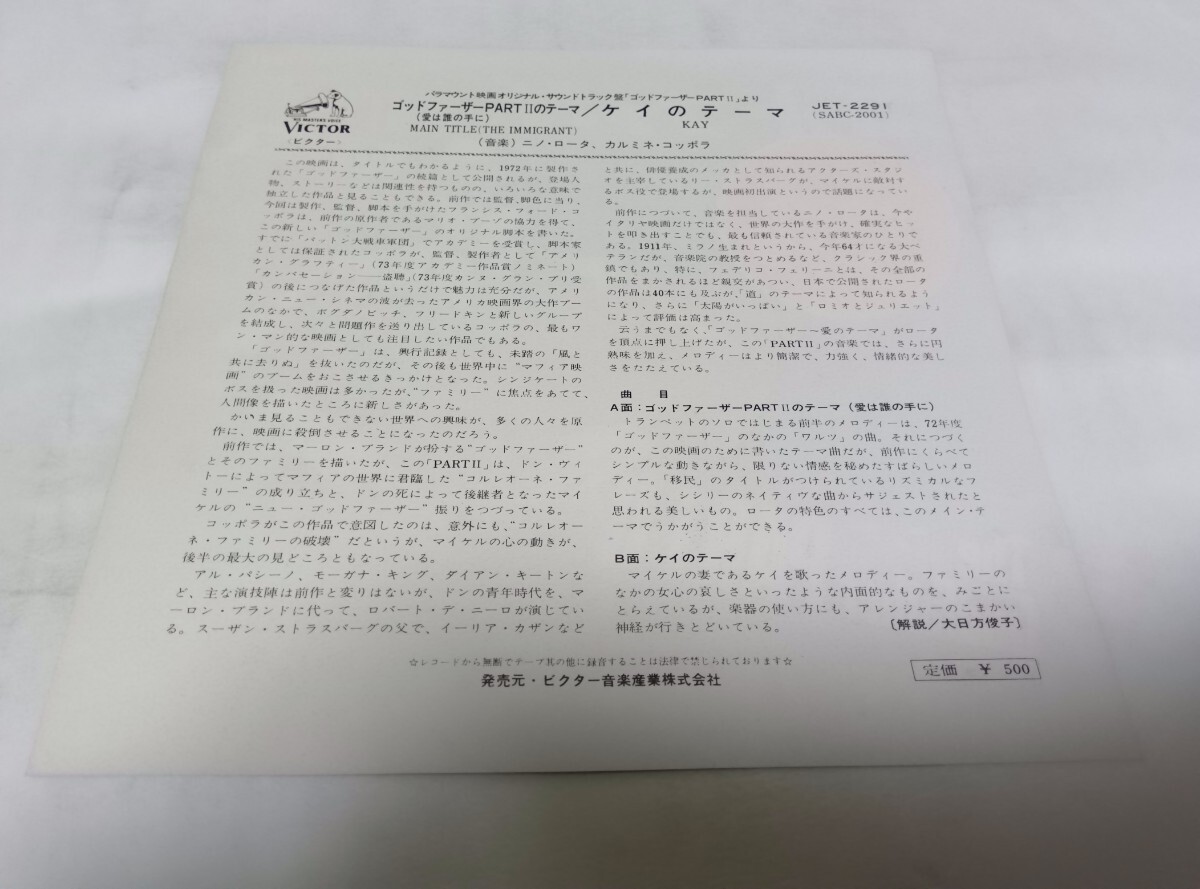 パラマウント映画オリジナル・サウンドトラック盤「ゴッドファーザーPARTⅡ」より
ゴッドファーザーPARTⅡのテーマ/ケイのテーマ
(愛は誰の手に)
MAIN TITLE(THE IMMIGRANT)
KAY
(音楽)ニノ・ロータ、カルミネ・コッポラ
JET-2291
(SABC-2001)
HIS MASTER'S VOICE
VICTOR
〈ビクター〉
この映画は、タイトルでもわかるように、1972年に製作さ
れた「ゴッドファーザー」の続篇として公開されるが、登場人
物、ストーリーなどは関連性を持つものの、いろいろな意味で
独立した作品と見ることもできる。前作では監督、脚色に当り、
今回は製作、監督、脚本を手がけたフランシス・フォード・コ
ッポラは、前作の原作者であるマリオ・プーゾの協力を得て、
この新しい「ゴッドファーザー」のオリジナル脚本を書いた。
すでに「パットン大戦車軍団」でアカデミーを受賞し、脚本家
としては保証されたコッポラが、監督、製作者として「アメリ
カン・グラフティー」(73年度アカデミー作品賞ノミネート)
「カンバセーション――盗聴」(73年度カンヌ・グラン・プリ受
賞)の後につなげた作品というだけで魅力は充分だが、アメリ
カン・ニュー・シネマの波が去ったアメリカ映画界の大作ブー
ムのなかで、ボグダノビッチ、フリードキンと新しいグループ
を結成し、次々と問題作を送り出しているコッポラの、最もワ
ン・マン的な映画としても注目したい作品でもある。
「ゴッドファーザー」は、興行記録としても、未踏の「風と
共に去りぬ」を抜いたのだが、その後も世界中に“マフィア映
画”のブームをおこさせるきっかけとなった。シンジケートの
ボスを扱った映画は多かったが、“ファミリー”に焦点をあてて、
人間像を描いたところに新しさがあった。
かいま見ることもできない世界への興味が、多くの人々を原
作に、映画に殺倒させることになったのだろう。
前作では、マーロン・ブランドが扮する“ゴッドファーザー”
とそのファミリーを描いたが、この「PARTⅡ」は、ドン・ヴィ
トーによってマフィアの世界に君臨した“コルレオーネ・ファ
ミリー”の成り立ちと、ドンの死によって後継者となったマイ
ケルの“ニュー・ゴッドファーザー”振りをつづっている。
コッポラがこの作品で意図したのは、意外にも、“コルレオー
ネ・ファミリーの破壊”だというが、マイケルの心の動きが、
後半の最大の見どころともなっている。
アル・パシーノ、モーガナ・キング、ダイアン・キートンな
ど、主な演技陣は前作と変りはないが、ドンの青年時代を、マ
ーロン・ブランドに代って、ロバート・デ・ニーロが演じてい
る。スーザン・ストラスバーグの父で、イーリア・カザンなど
と共に、俳優養成のメッカとして知られるアクターズ・スタジ
オを主宰しているリー・ストラスバーグが、マイケルに敵対す
るボス役で登場するが、映画初出演というので話題になってい
る。
前作につづいて、音楽を担当しているニノ・ロータは、今や
イタリヤ映画だけではなく、世界の大作を手がけ、確実なヒッ
トを叩き出すことでも、最も信頼されている音楽家のひとりで
ある。1911年、ミラノ生まれというから、今年64才になる大ベ
テランだが、音楽院の教授をつとめるなど、クラシック界の重
鎮でもあり、特に、フェデリコ・フェリーニとは、その全部の
作品をまかされるほど親交があつい、日本で公開されたロータ
の作品は40本にも及ぶが、「道」のテーマによって知られるよう
になり、さらに「太陽がいっぱい」と「ロミオとジュリエット」
によって評価は高まった。
云うまでもなく、「ゴッドファーザー～愛のテーマ」がロータ
を頂点に押し上げたが、この「PARTⅡ」の音楽では、さらに円
熟味を加え、メロディーはより簡潔で、力強く、情緒的な美し
さをたたえている。
曲目
A面:ゴッドファーザーPARTⅡのテーマ(愛は誰の手に)
トランペットのソロではじまる前半のメロディーは、72年度
「ゴッドファーザー」のなかの「ワルツ」の曲。それにつづく
のが、この映画のために書いたテーマ曲だが、前作にくらべて
シンプルな動きながら、限りない情感を秘めたすばらしいメロ
ディー。「移民」のタイトルがつけられているリズミカルなフ
レーズも、シシリーのネイティヴな曲からサジェストされたと
思われる美しいもの。ロータの特色のすべては、このメイン・テ
ーマでうかがうことができる。
B面:ケイのテーマ
マイケルの妻であるケイを歌ったメロディー。ファミリーの
なかの女心の哀しさといったような内面的なものを、みごとに
とらえているが、楽器の使い方にも、アレンジャーのこまかい
神経が行きとどいている。
〔解説/大日方俊子〕
☆レコードから無断でテープ其の他に録音することは法律で禁じられております☆
発売元・ビクター音楽産業株式会社
定価 ¥ 500